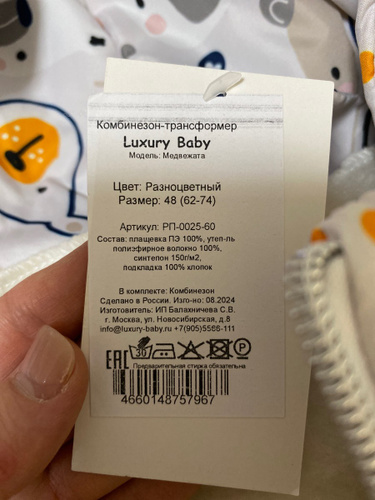 Комбинезон-трансформер
Luxury Baby
Модель: Медвежата
Цвет: Разноцветный
Размер: 48 (62-74)
Артикул: РП-0025-60
Состав: плащевка ПЭ 100%, утеп-ль
полиэфирное волокно 100%,
синтепон 150г/м2,
подкладка 100% хлопок
В комплекте: Комбинезон
Сделано в России. Изго-но: 08.2024
Изготовитель: ИП Балахничева С.В.
г. Москва, ул. Новосибирская, д.8
info@luxury-baby.ru +7(905)5566-111
EAC 30 P
Предварительная стирка обязательна
4660148757967